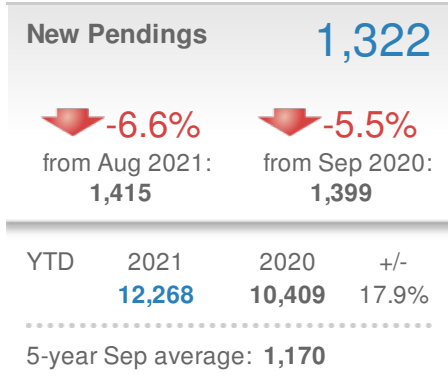 New Pendings 1,322
-6.6% -5.5%
from Aug 2021: from Sep 2020:
1,415 1,399
YTD 2021 2020 +/-
12,268 10,409 17.9%
5-year Sep average: 1,170